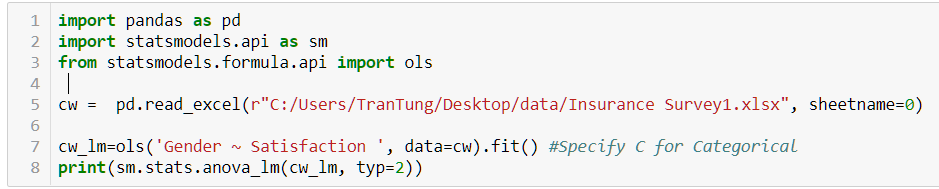 1 import pandas as pd
2 import statsmodels.api as sm
3 from statsmodels.formula.api import ols
4
5 cw =  pd.read_excel(r"C:/Users/TranTung/Desktop/data/Insurance Survey1.xlsx", sheetname=0)
6
7 cw_lm=ols('Gender ~ Satisfaction ', data=cw).fit() #Specify C for Categorical
8 print(sm.stats.anova_lm(cw_lm, typ=2))